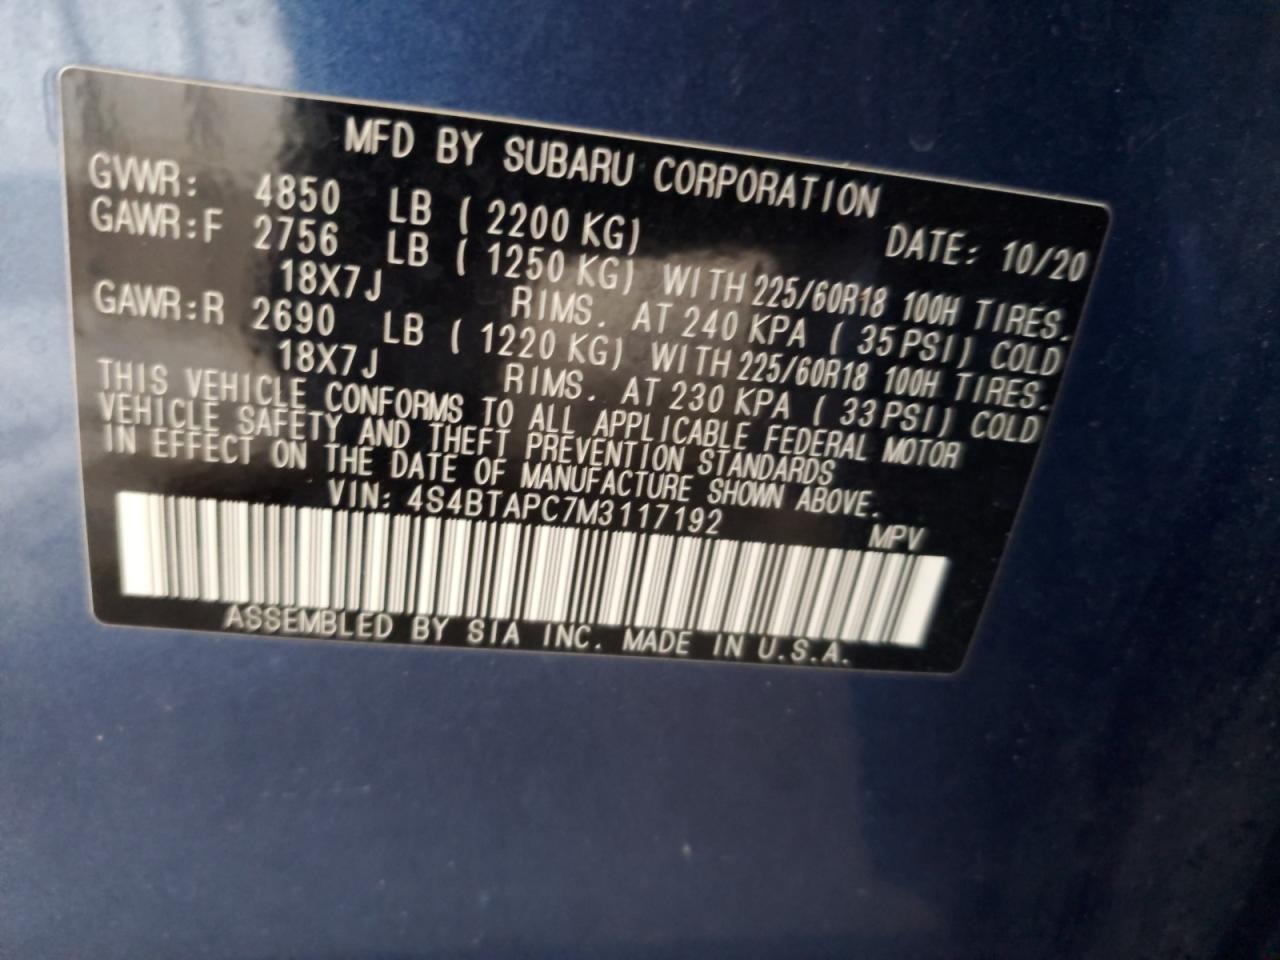 MFD BY SUBARU CORPORATION
DATE: 10/20
GVWR: 4850 LB ( 2200 KG)
GAWR:F 2756 LB ( 1250 KG) WITH 225/60R18 100H TIRES.
18X7J RIMS. AT 240 KPA ( 35 PSI) COLD
GAWR:R 2690 LB ( 1220 KG) WITH 225/60R18 100H TIRES.
18X7J RIMS. AT 230 KPA ( 33 PSI) COLD
THIS VEHICLE CONFORMS TO ALL APPLICABLE FEDERAL MOTOR
VEHICLE SAFETY AND THEFT PREVENTION STANDARDS
IN EFFECT ON THE DATE OF MANUFACTURE SHOWN ABOVE.
VIN: 4S4BTAPC7M3117192
MPV
ASSEMBLED BY SIA INC. MADE IN U.S.A.